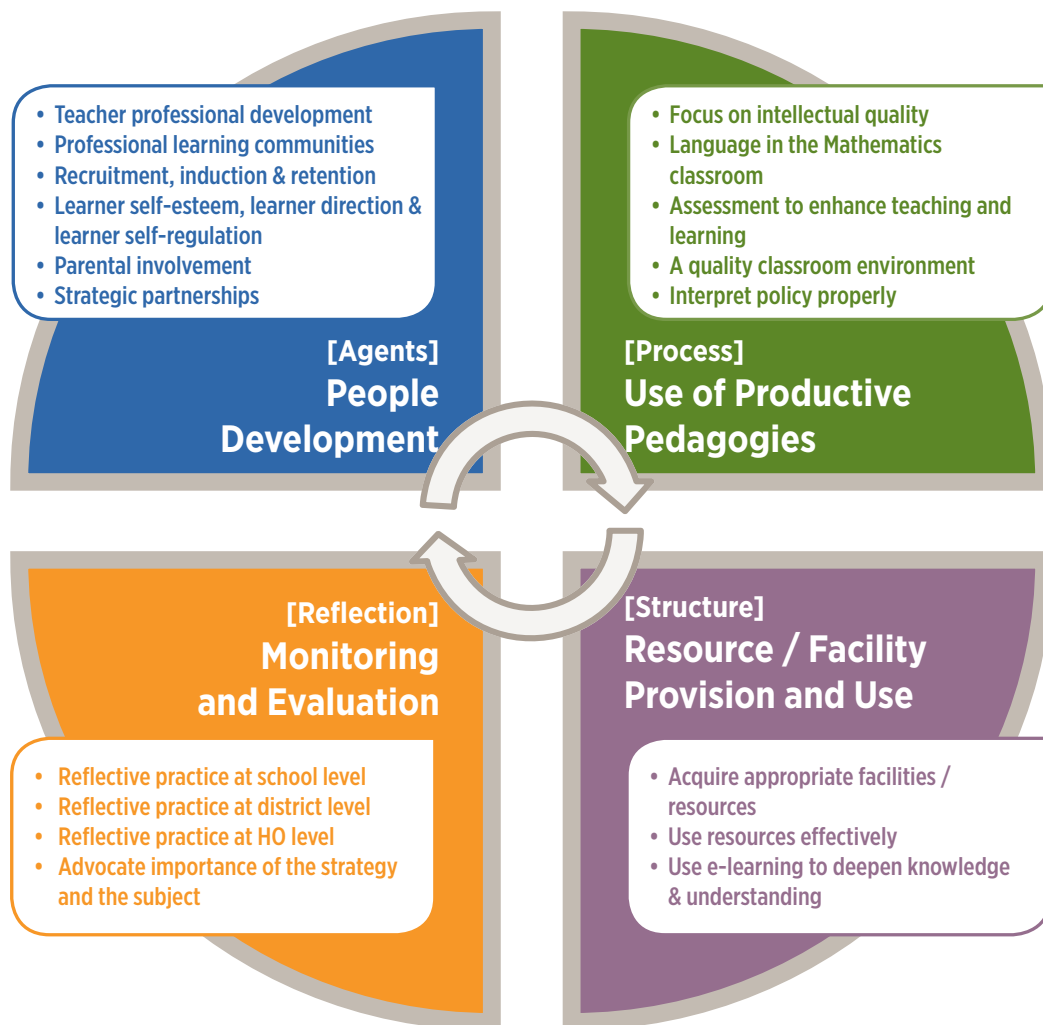 • Teacher professional development
• Professional learning communities
• Recruitment, induction & retention
• Learner self-esteem, learner direction &
learner self-regulation
• Parental involvement
• Strategic partnerships
[Agents]
People
Development
• Focus on intellectual quality
• Language in the Mathematics
classroom
• Assessment to enhance teaching and
learning
• A quality classroom environment
• Interpret policy properly
[Process]
Use of Productive
Pedagogies
[Reflection]
Monitoring
and Evaluation
• Reflective practice at school level
• Reflective practice at district level
• Reflective practice at HO level
• Advocate importance of the strategy
and the subject
[Structure]
Resource / Facility
Provision and Use
• Acquire appropriate facilities /
resources
• Use resources effectively
• Use e-learning to deepen knowledge
& understanding